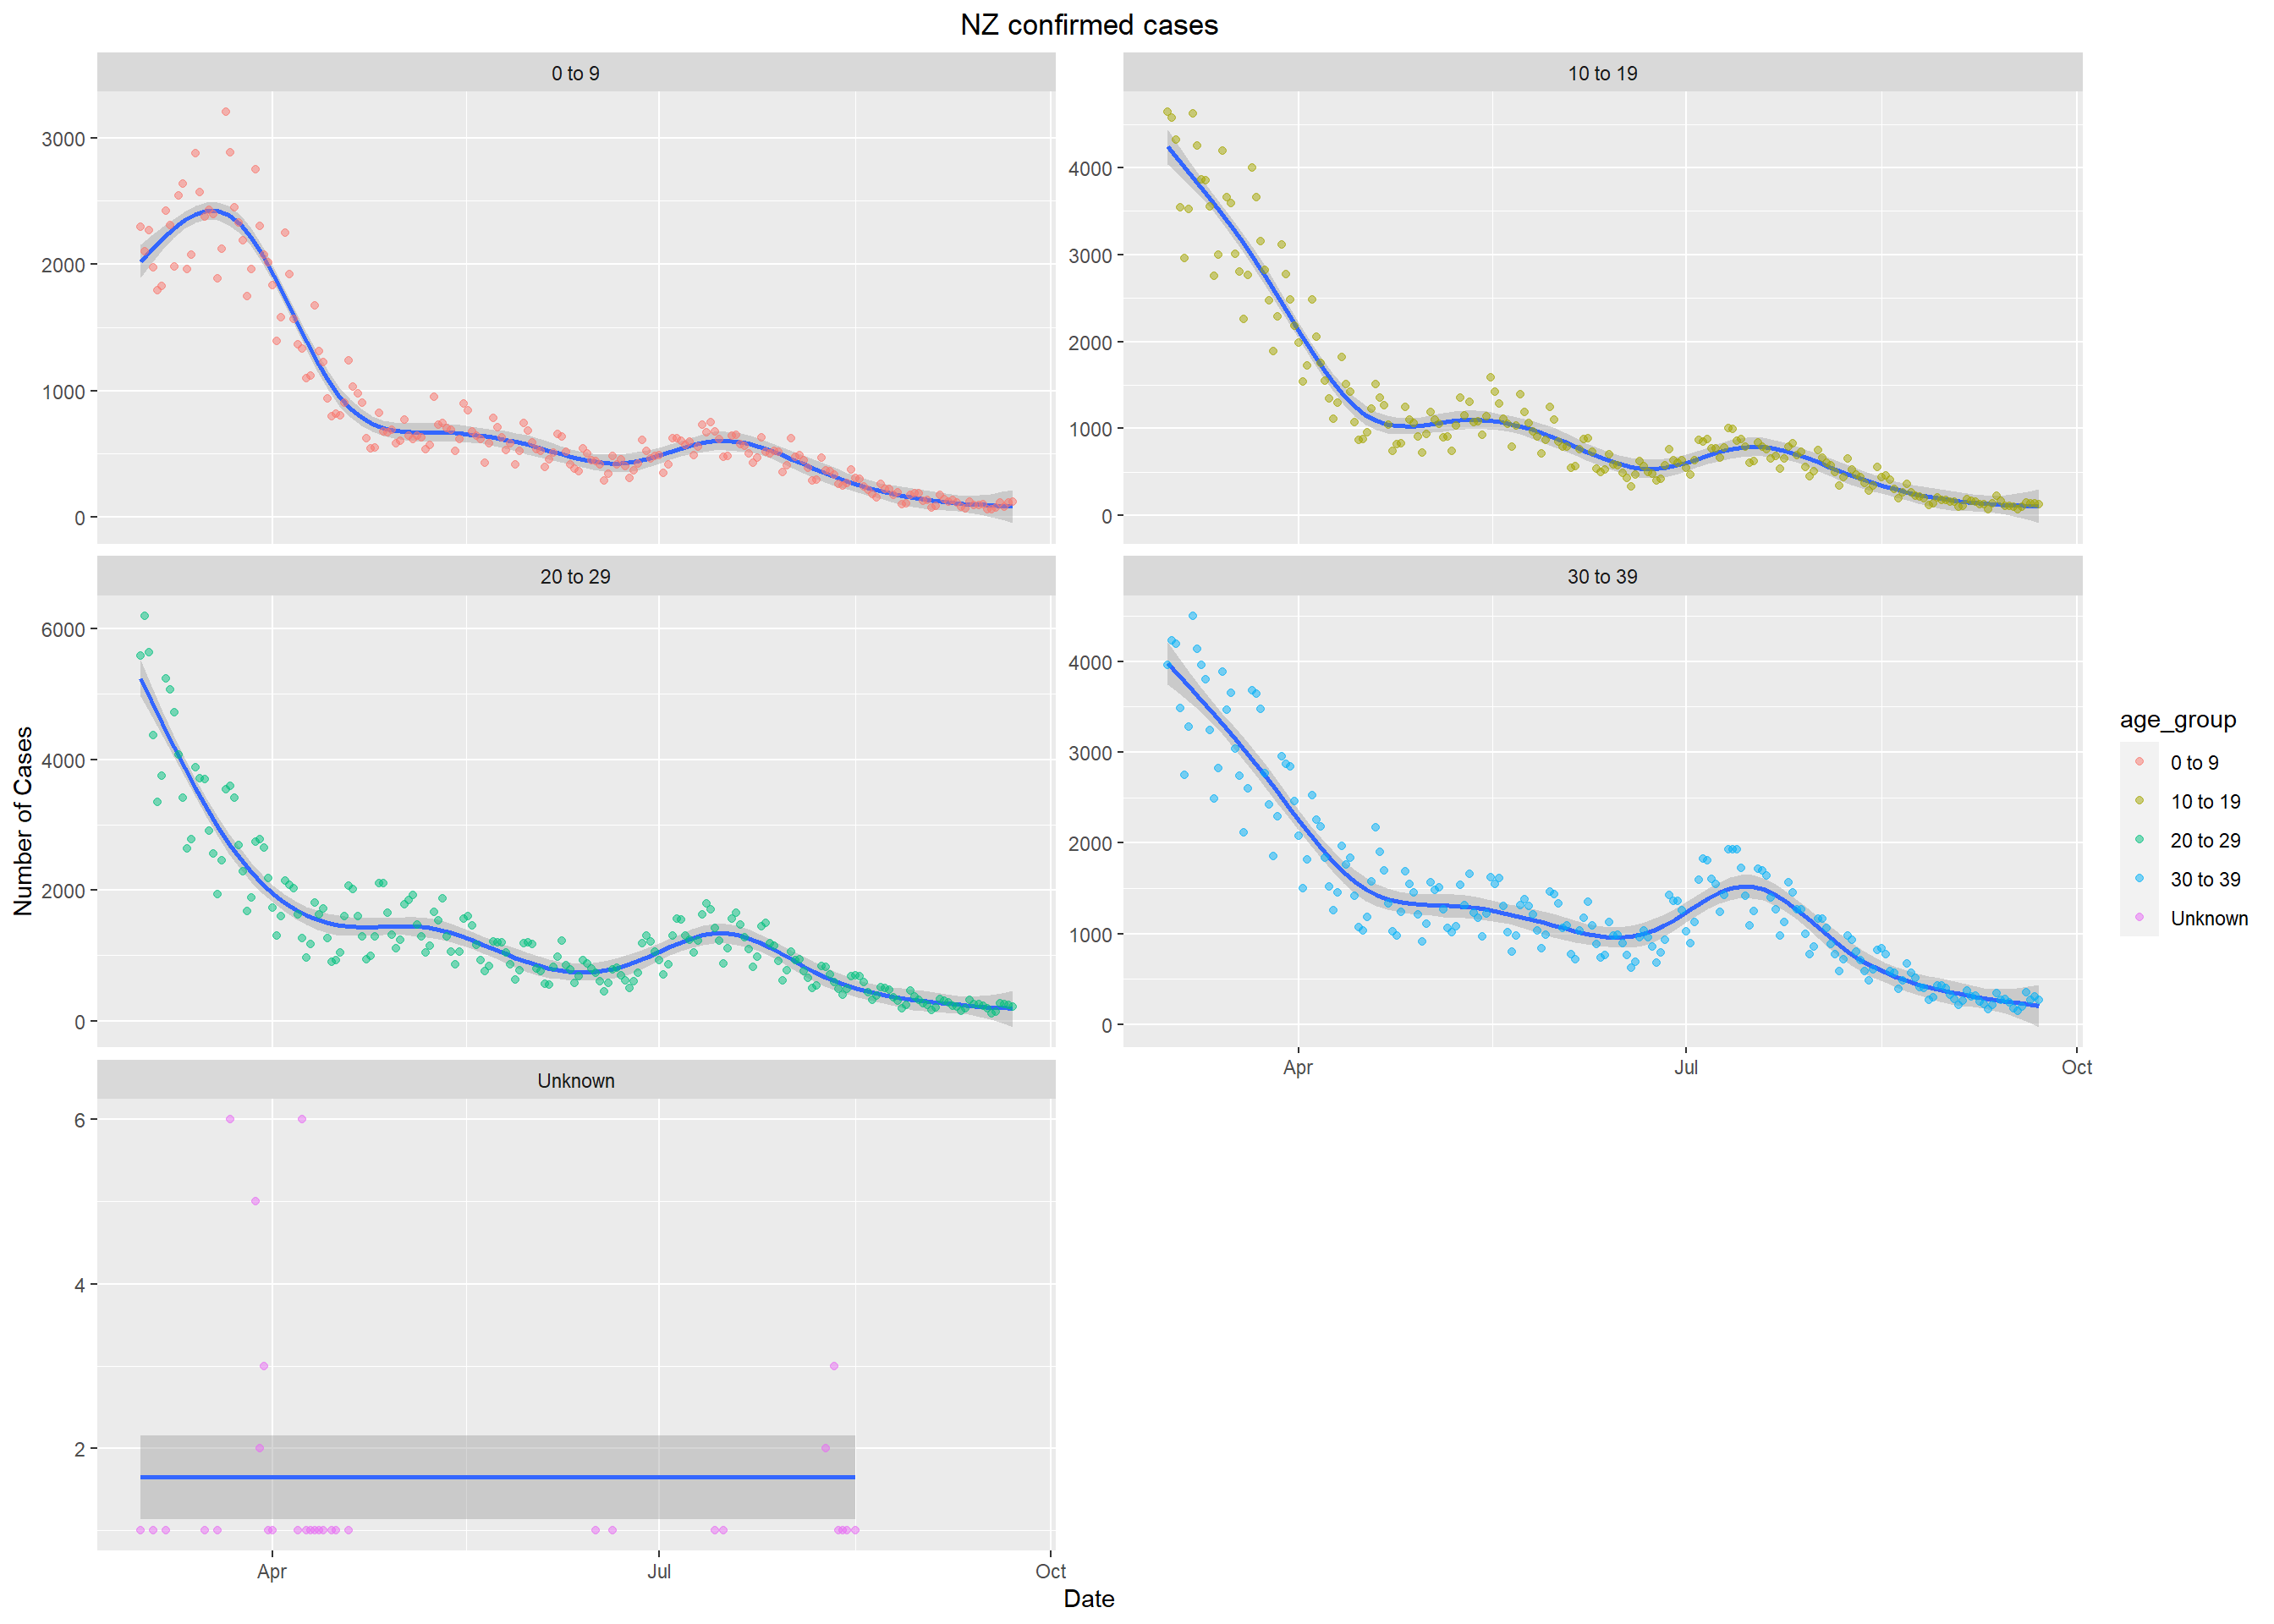 NZ confirmed cases
0 to 9
10 to 19
3000
2000
1000
0
4000
3000
2000
1000
0
20 to 29
30 to 39
6000
4000
2000
0
4000
3000
2000
1000
0
Apr
Jul
Oct
Unknown
6
4
2
Apr
Jul
Oct
Date
Number of Cases
age_group
0 to 9
10 to 19
20 to 29
30 to 39
Unknown